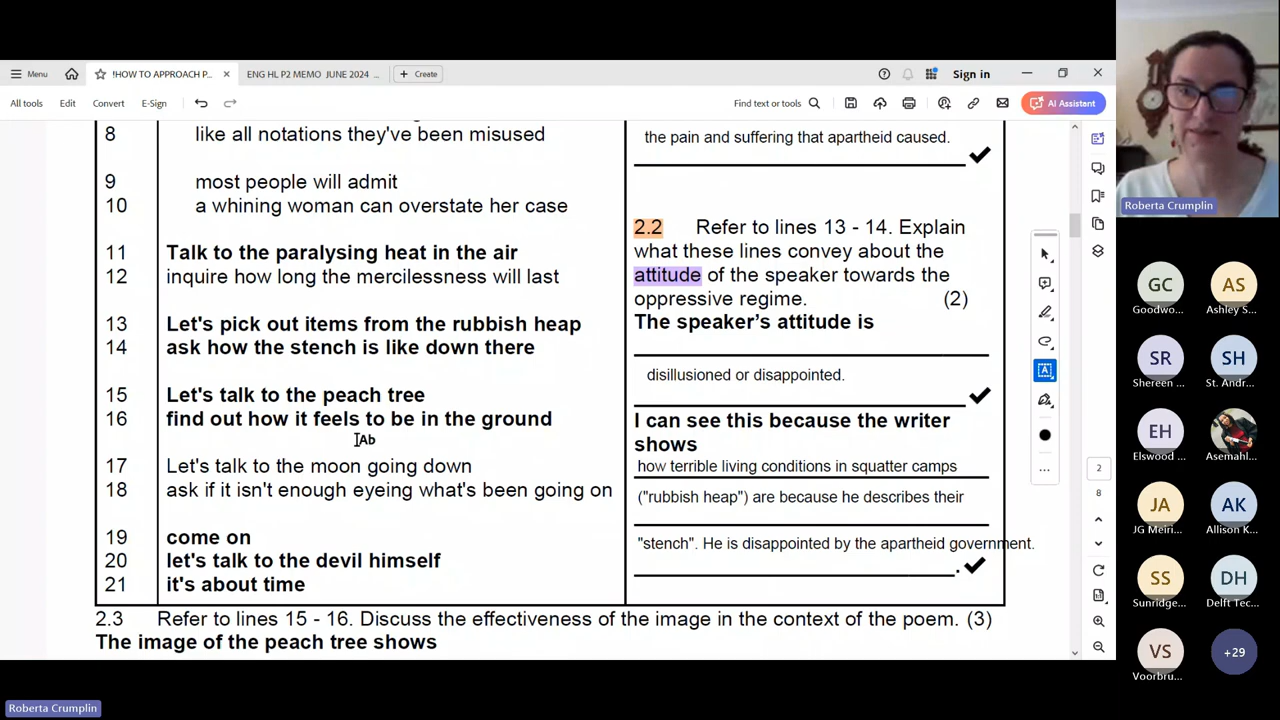 Menu
!HOW TO APPROACH P...
ENG HL P2 MEMO JUNE 2024 ...
Create
Sign in
All tools
Edit
Convert
E-Sign
Find text or tools
AI Assistant
8 like all notations they've been misused
9 most people will admit
10 a whining woman can overstate her case
11 Talk to the paralysing heat in the air
12 inquire how long the mercilessness will last
13 Let's pick out items from the rubbish heap
14 ask how the stench is like down there
15 Let's talk to the peach tree
16 find out how it feels to be in the ground
Ab
17 Let's talk to the moon going down
18 ask if it isn't enough eyeing what's been going on
19 come on
20 let's talk to the devil himself
21 it's about time
the pain and suffering that apartheid caused.
2.2 Refer to lines 13 - 14. Explain
what these lines convey about the
attitude of the speaker towards the
oppressive regime. (2)
The speaker's attitude is
disillusioned or disappointed.
I can see this because the writer
shows
how terrible living conditions in squatter camps
("rubbish heap") are because he describes their
"stench". He is disappointed by the apartheid government.
.
2.3 Refer to lines 15 - 16. Discuss the effectiveness of the image in the context of the poem. (3)
The image of the peach tree shows
2
8
Roberta Crumplin
GC
Goodwo...
AS
Ashley S...
SR
Shereen ...
SH
St. Andr...
EH
Elswood ...
Asemahl...
JA
JG Meiri...
AK
Allison K...
SS
Sunridge...
DH
Delft Tec...
VS
Voorbru...
+29
Roberta Crumplin